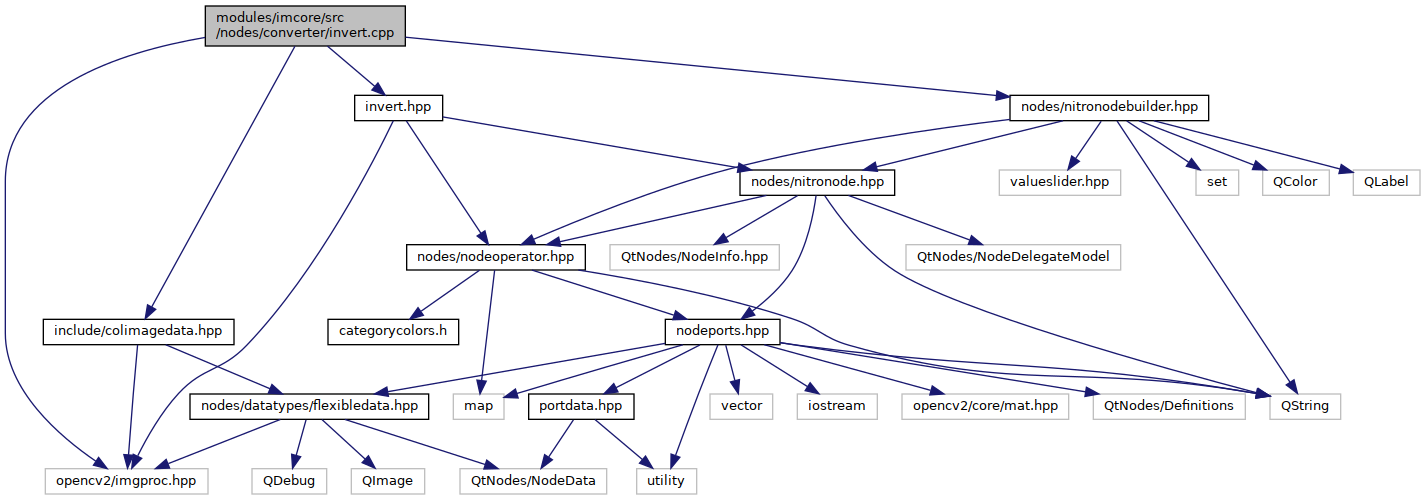 modules/imcore/src
/nodes/converter/invert.cpp
invert.hpp
nodes/nitronodebuilder.hpp
nodes/nitronode.hpp
valueslider.hpp
set
QColor
QLabel
nodes/nodeoperator.hpp
QtNodes/NodeInfo.hpp
QtNodes/NodeDelegateModel
include/colimagedata.hpp
categorycolors.h
nodeports.hpp
nodes/datatypes/flexibledata.hpp
map
portdata.hpp
vector
iostream
opencv2/core/mat.hpp
QtNodes/Definitions
QString
opencv2/imgproc.hpp
QDebug
QImage
QtNodes/NodeData
utility